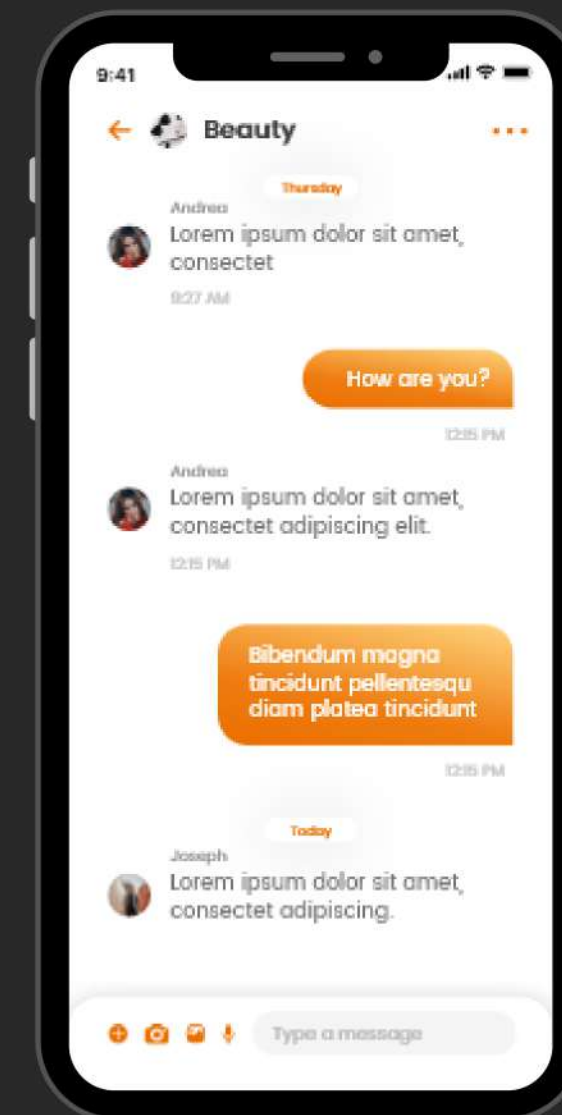 9:41
Beauty
Thursday
Andrea
Lorem ipsum dolor sit amet,
consectet
9:27 AM
How are you?
12:15 PM
Andrea
Lorem ipsum dolor sit amet,
consectet adipiscing elit.
12:15 PM
Bibendum magna
tincidunt pellentesqu
diam platea tincidunt
12:15 PM
Today
Joseph
Lorem ipsum dolor sit amet,
consectet adipiscing.
Type a message